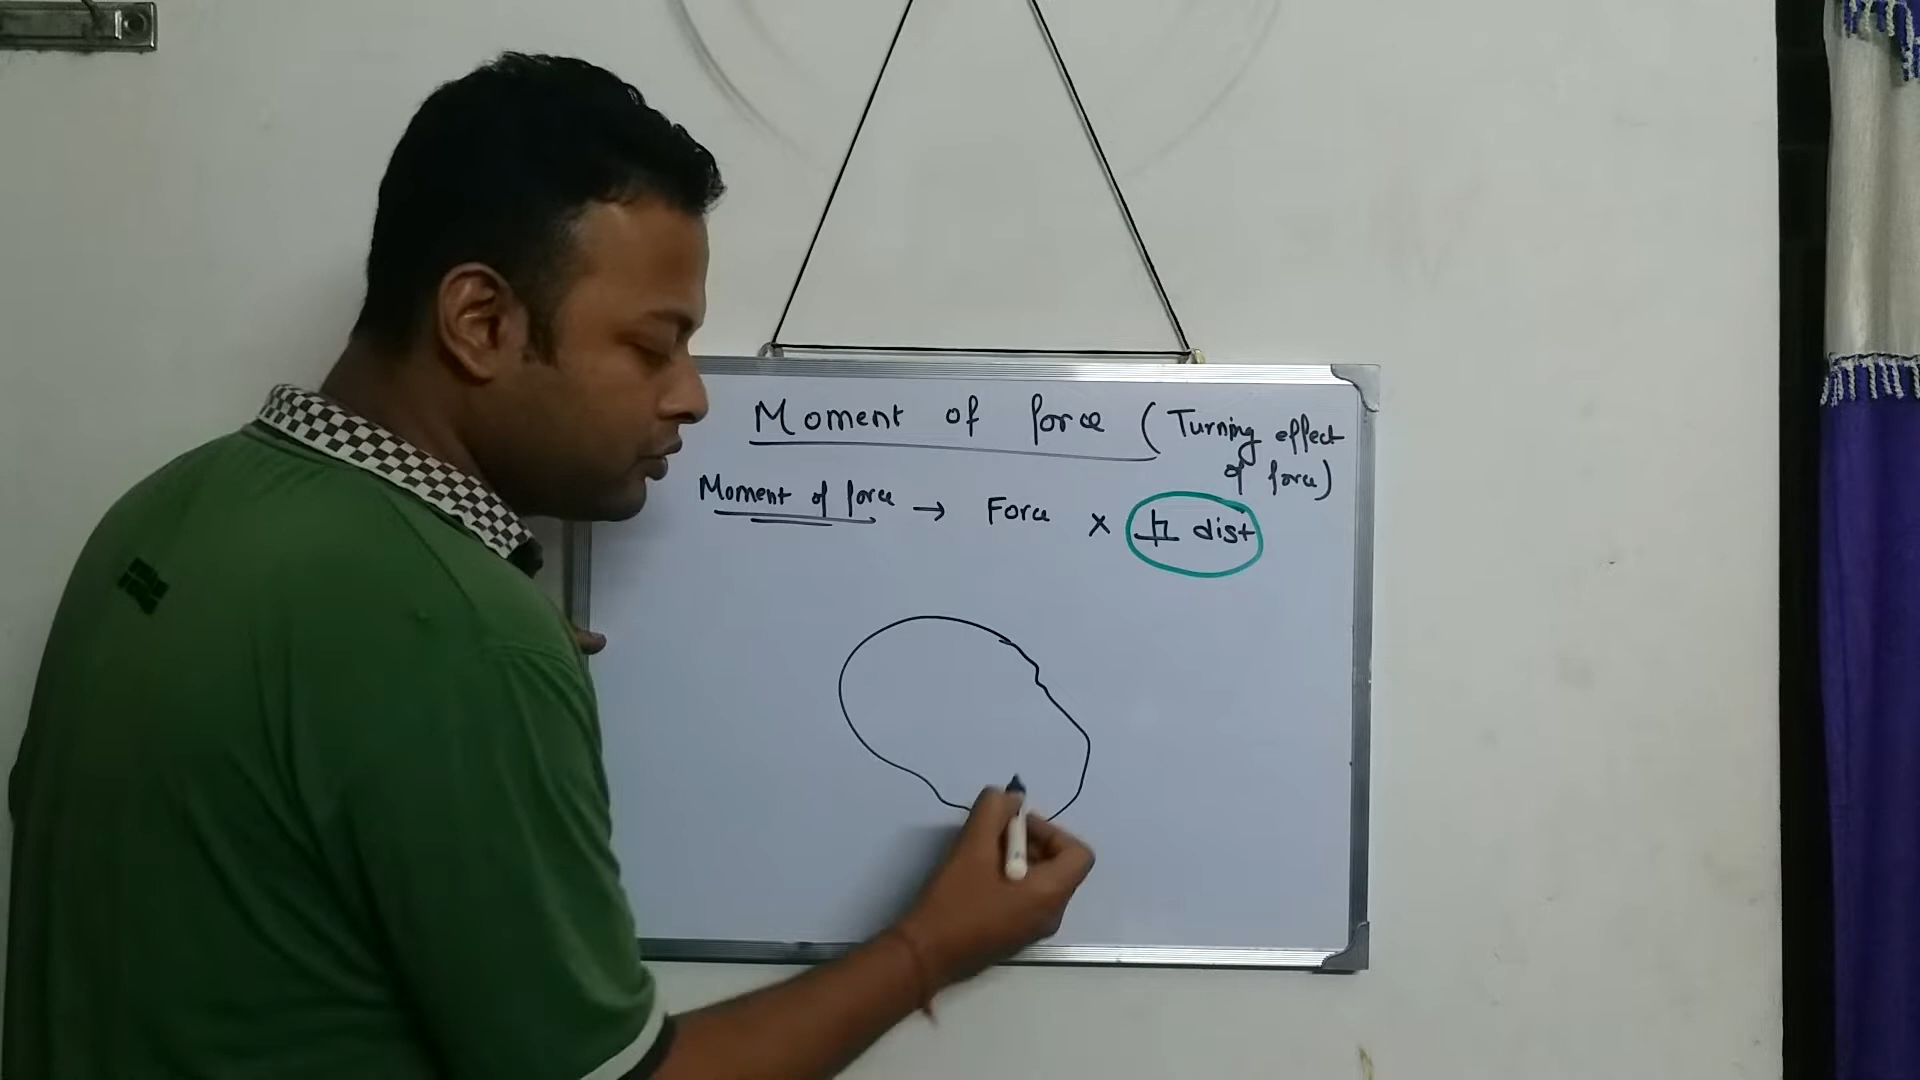 Moment of force (Turning effect
of force)
Moment of force → Force × ⊥r dist